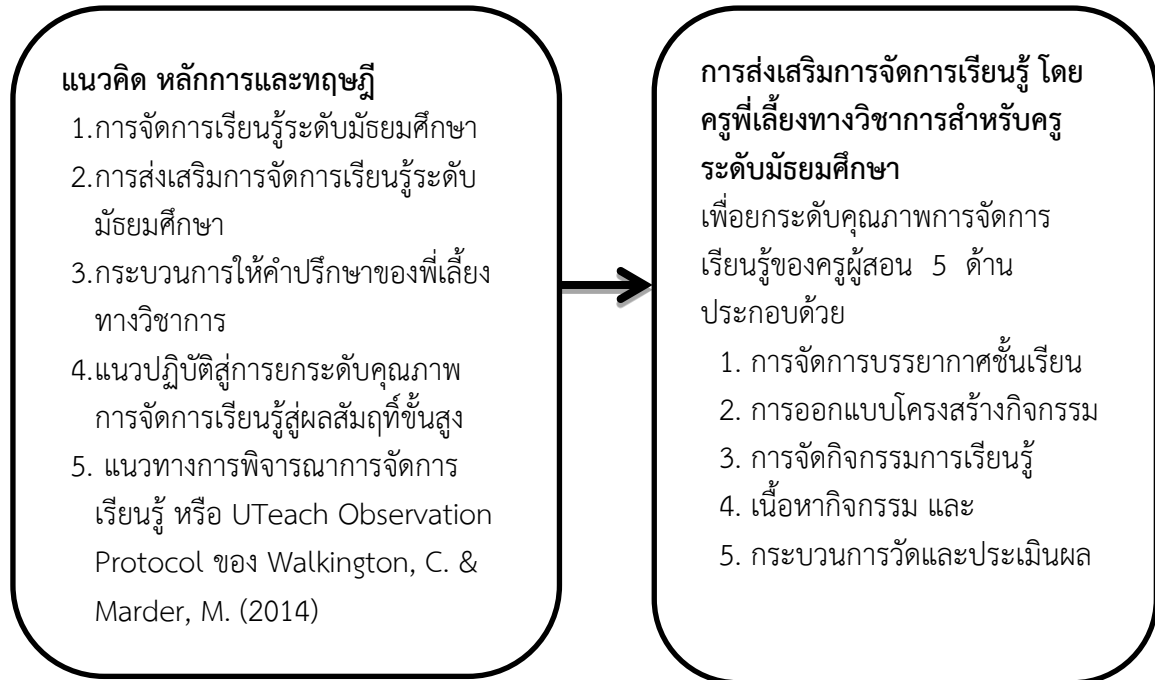 แนวคิด หลักการและทฤษฎี
1.การจัดการเรียนรู้ระดับมัธยมศึกษา
2.การส่งเสริมการจัดการเรียนรู้ระดับ
มัธยมศึกษา
3.กระบวนการให้คำปรึกษาของพี่เลี้ยง
ทางวิชาการ
4.แนวปฏิบัติสู่การยกระดับคุณภาพ
การจัดการเรียนรู้สู่ผลสัมฤทธิ์ขั้นสูง
5. แนวทางการพิจารณาการจัดการ
เรียนรู้ หรือ UTeach Observation
Protocol ของ Walkington, C. &
Marder, M. (2014)
การส่งเสริมการจัดการเรียนรู้ โดย
ครูพี่เลี้ยงทางวิชาการสำหรับครู
ระดับมัธยมศึกษา
เพื่อยกระดับคุณภาพการจัดการ
เรียนรู้ของครูผู้สอน 5 ด้าน
ประกอบด้วย
1. การจัดการบรรยากาศชั้นเรียน
2. การออกแบบโครงสร้างกิจกรรม
3. การจัดกิจกรรมการเรียนรู้
4. เนื้อหากิจกรรม และ
5. กระบวนการวัดและประเมินผล